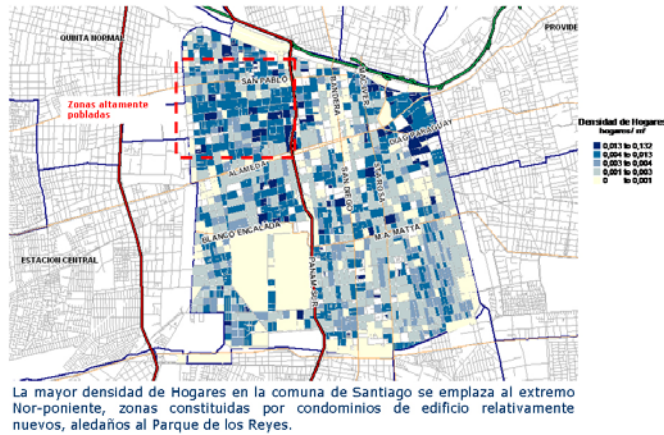 QUINTA NORMAL
PROVIDE
SAN PABLO
BANDERA
MAC IVER
Zonas altamente
pobladas
DIAG PARAGUAY
Densidad de Hogares
hogares/ m²
0,013 to 0,132
0,004 to 0,013
0,003 to 0,004
0,001 to 0,003
0 to 0,001
ALAMEDA
SAN DIEGO
STA ROSA
BLANCO ENCALADA
M.A. MATTA
ESTACION CENTRAL
La mayor densidad de Hogares en la comuna de Santiago se emplaza al extremo
Nor-poniente, zonas constituidas por condominios de edificio relativamente
nuevos, aledaños al Parque de los Reyes.